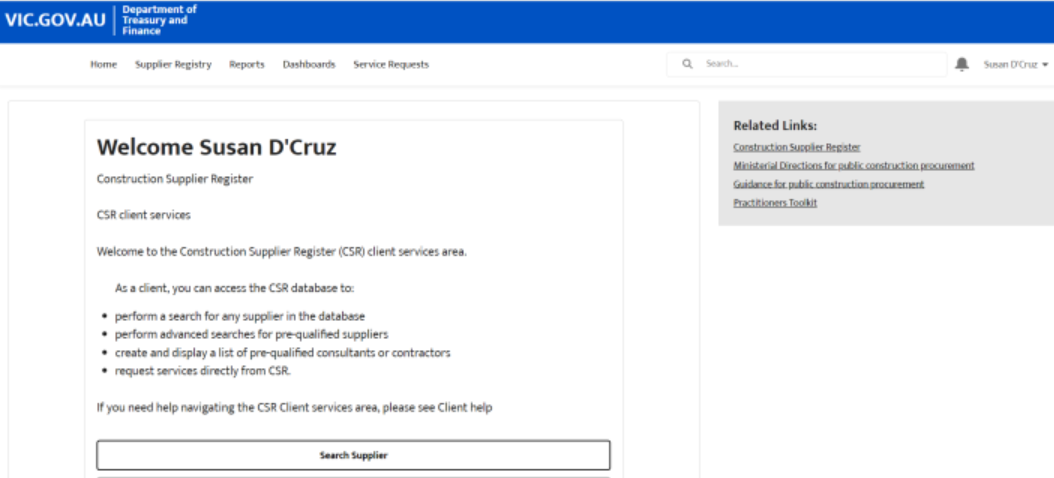 VIC.GOV.AU
Department of
Treasury and
Finance
Home Supplier Registry Reports Dashboards Service Requests
Search...
Susan D'Cruz
Welcome Susan D'Cruz
Construction Supplier Register
CSR client services
Welcome to the Construction Supplier Register (CSR) client services area.
As a client, you can access the CSR database to:
• perform a search for any supplier in the database
• perform advanced searches for pre-qualified suppliers
• create and display a list of pre-qualified consultants or contractors
• request services directly from CSR.
If you need help navigating the CSR Client services area, please see Client help
Search Supplier
Related Links:
Construction Supplier Register
Ministerial Directions for public construction procurement
Guidance for public construction procurement
Practitioners Toolkit